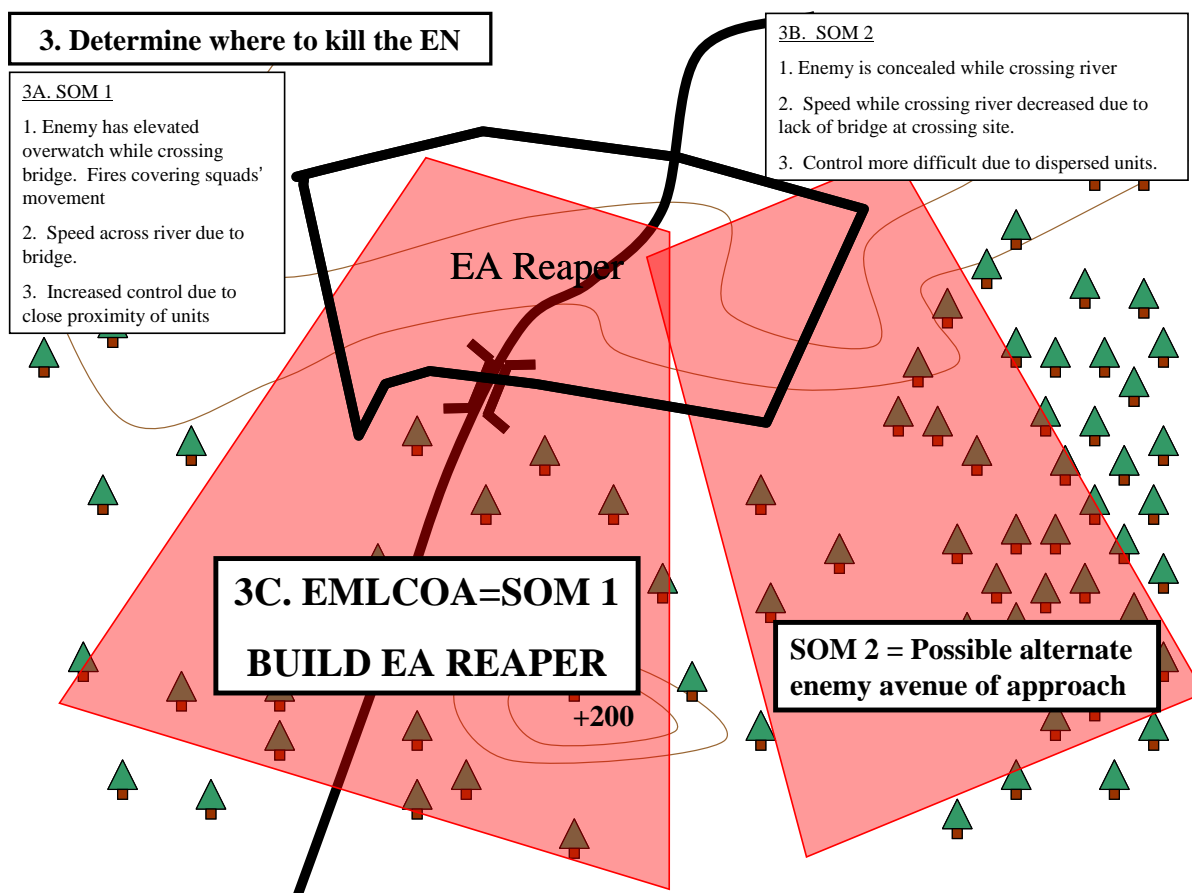 3. Determine where to kill the EN
3A. SOM 1
1. Enemy has elevated
overwatch while crossing
bridge.  Fires covering squads’
movement
2.  Speed across river due to
bridge.
3.  Increased control due to
close proximity of units
3B.  SOM 2
1. Enemy is concealed while crossing river
2.  Speed while crossing river decreased due to
lack of bridge at crossing site.
3.  Control more difficult due to dispersed units.
EA Reaper
3C. EMLCOA=SOM 1
BUILD EA REAPER
SOM 2 = Possible alternate
enemy avenue of approach
+200